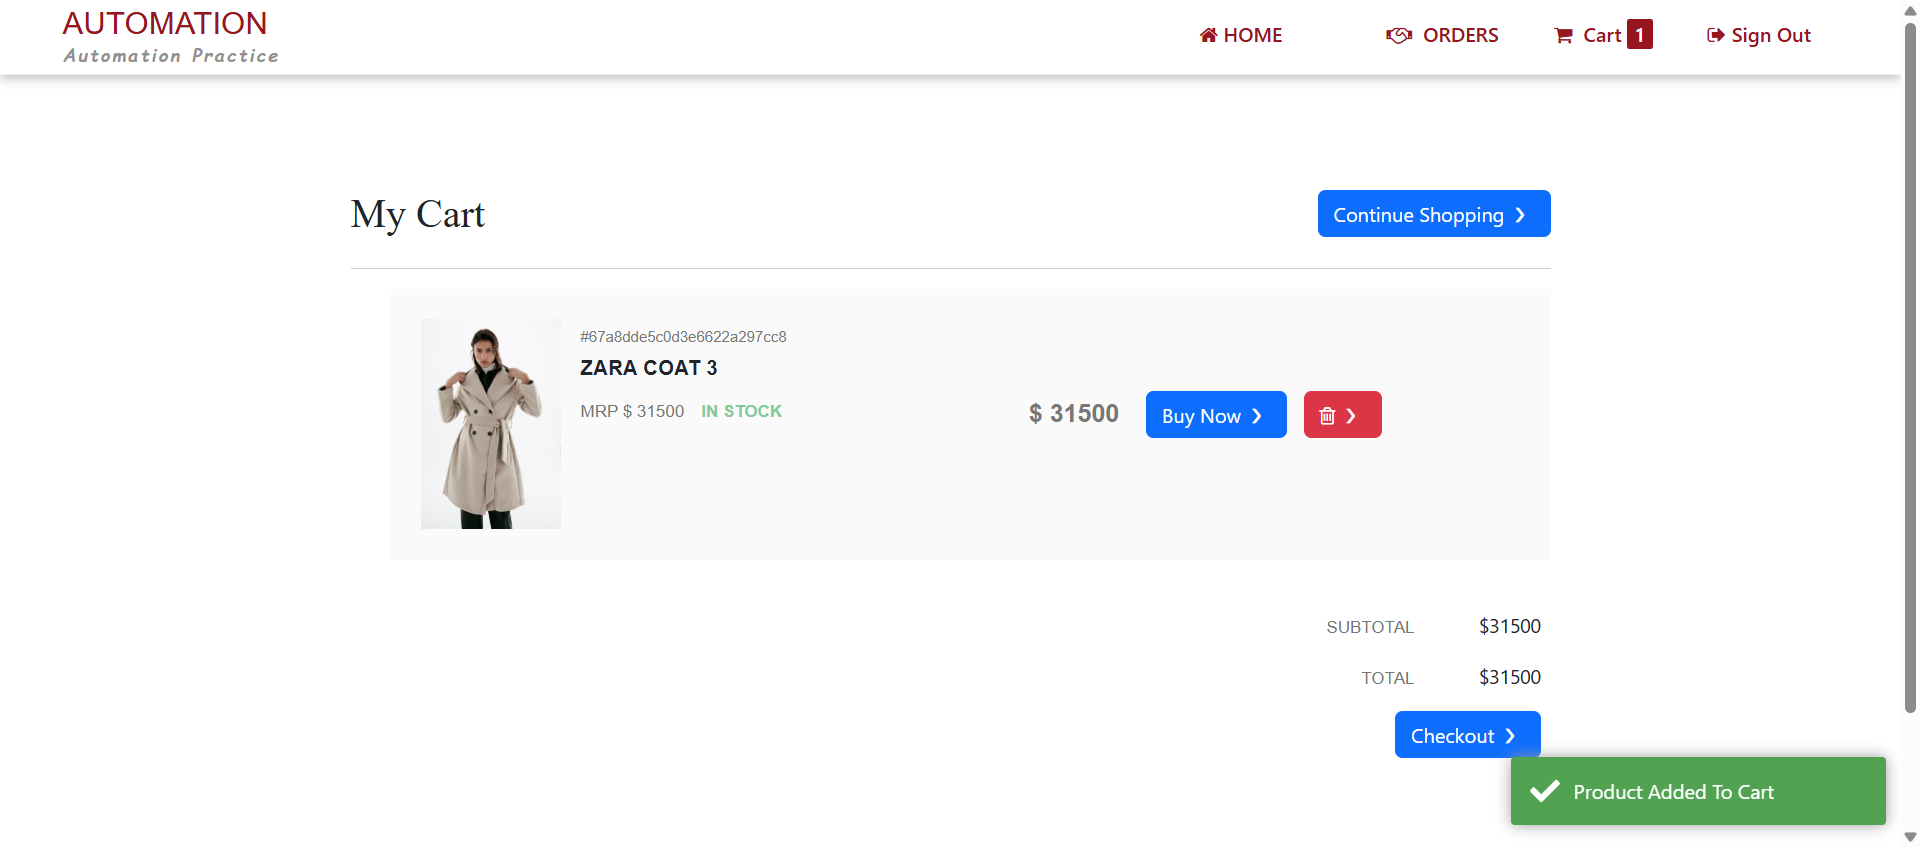 AUTOMATION
Automation Practice
HOME
ORDERS
Cart 1
Sign Out
My Cart
Continue Shopping ❯
#67a8dde5c0d3e6622a297cc8
ZARA COAT 3
MRP $ 31500 IN STOCK
$ 31500
Buy Now ❯
❯
SUBTOTAL $31500
TOTAL $31500
Checkout ❯
Product Added To Cart